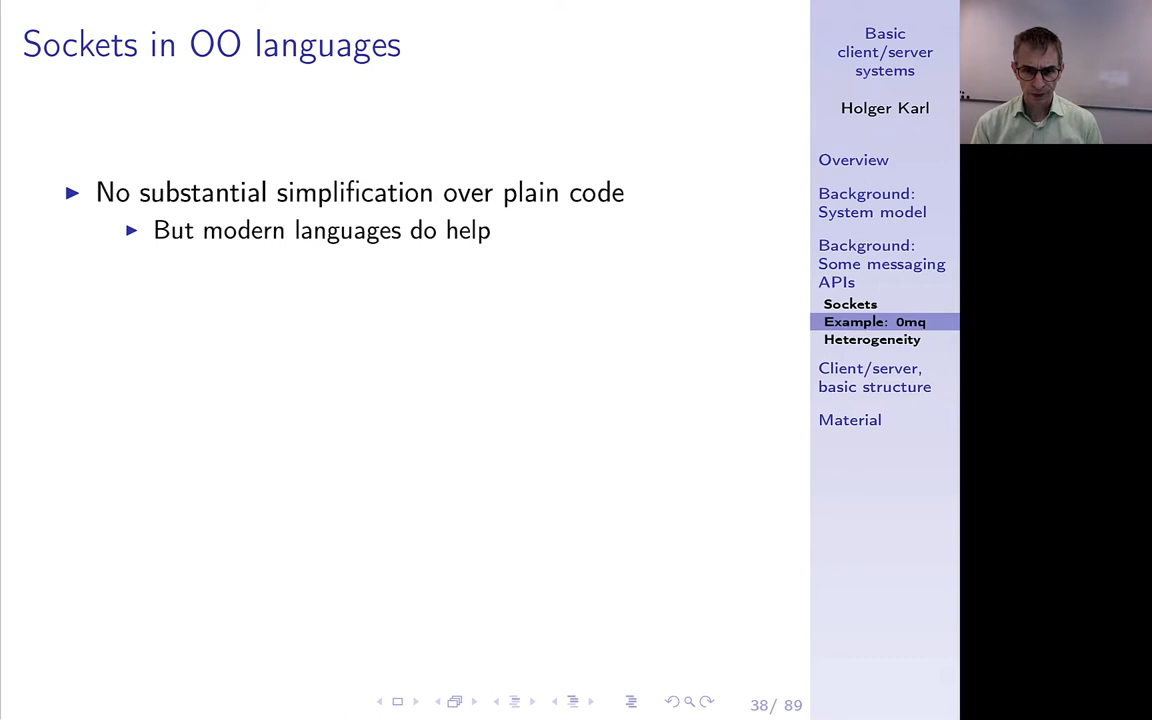 Sockets in OO languages
No substantial simplification over plain code
But modern languages do help
Basic
client/server
systems
Holger Karl
Overview
Background:
System model
Background:
Some messaging
APIs
Sockets
Example: 0mq
Heterogeneity
Client/server,
basic structure
Material
38/ 89